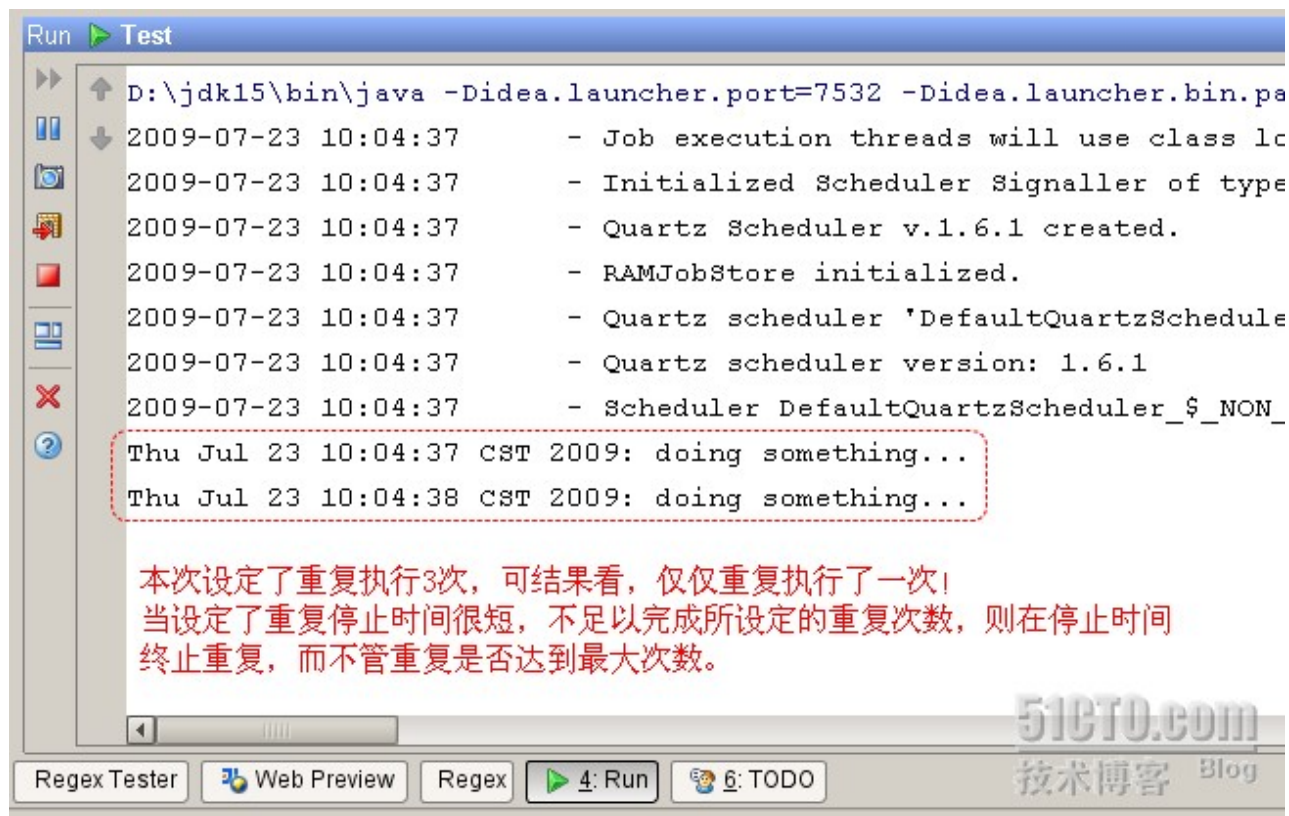 Run Test
D:\jdk15\bin\java -Didea.launcher.port=7532 -Didea.launcher.bin.pa
2009-07-23 10:04:37 - Job execution threads will use class lo
2009-07-23 10:04:37 - Initialized Scheduler Signaller of type
2009-07-23 10:04:37 - Quartz Scheduler v.1.6.1 created.
2009-07-23 10:04:37 - RAMJobStore initialized.
2009-07-23 10:04:37 - Quartz scheduler 'DefaultQuartzSchedule
2009-07-23 10:04:37 - Quartz scheduler version: 1.6.1
2009-07-23 10:04:37 - Scheduler DefaultQuartzScheduler_$_NON_
Thu Jul 23 10:04:37 CST 2009: doing something...
Thu Jul 23 10:04:38 CST 2009: doing something...
本次设定了重复执行3次，可结果看，仅仅重复执行了一次！
当设定了重复停止时间很短，不足以完成所设定的重复次数，则在停止时间
终止重复，而不管重复是否达到最大次数。
51CTO.com
技术博客 Blog
Regex Tester Web Preview Regex 4: Run 6: TODO